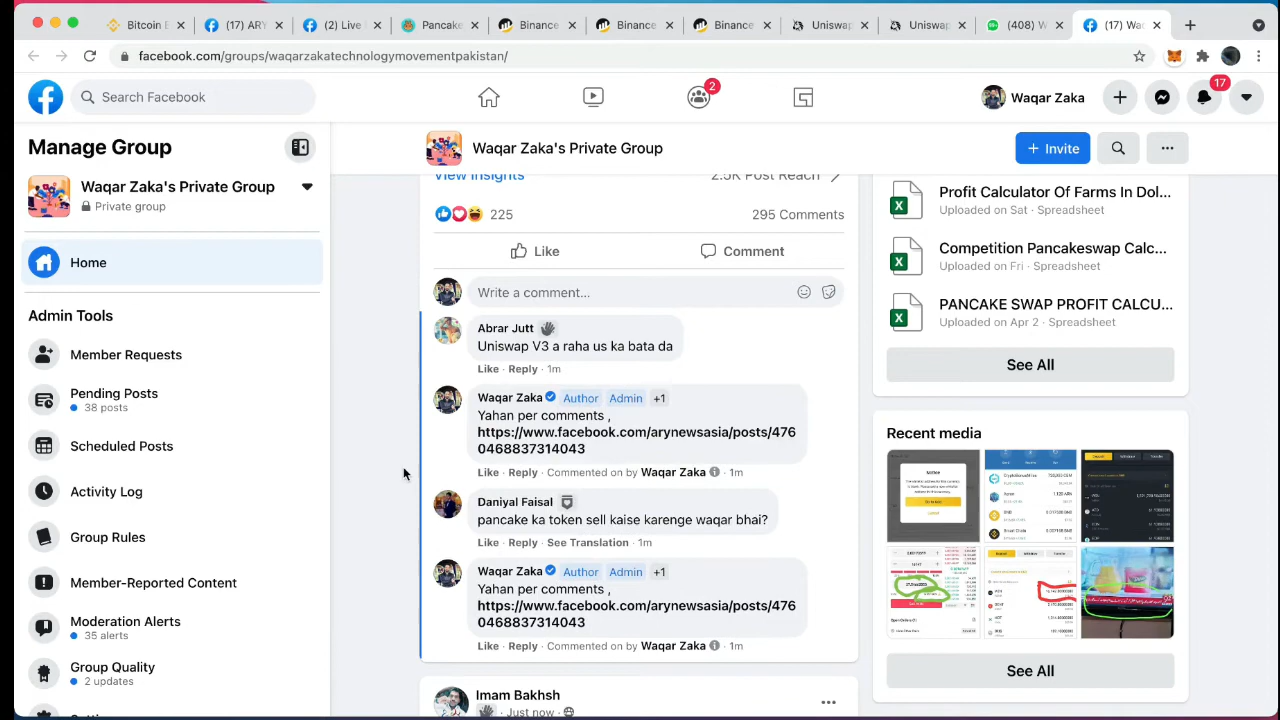 Bitcoin E
(17) ARY
(2) Live
Pancake
Binance
Binance
Binance
Uniswap
Uniswap
(408) W
(17) Wac
facebook.com/groups/waqarzakatechnologymovementpakistan/
Search Facebook
2
Waqar Zaka
17
Manage Group
Waqar Zaka's Private Group
Private group
Home
Admin Tools
Member Requests
Pending Posts
38 posts
Scheduled Posts
Activity Log
Group Rules
Member-Reported Content
Moderation Alerts
35 alerts
Group Quality
2 updates
Waqar Zaka's Private Group
+ Invite
View Insights
2.5K Post Reach
225
295 Comments
Like
Comment
Write a comment...
Abrar Jutt
Uniswap V3 a raha us ka bata da
Like · Reply · 1m
Waqar Zaka Author Admin +1
Yahan per comments ,
https://www.facebook.com/arynewsasia/posts/476
0468837314043
Like · Reply · Commented on by Waqar Zaka · 1m
Daniyal Faisal
pancake ka token sell kaise karenge waqar bhai?
Like · Reply · See Translation · 1m
Waqar Zaka Author Admin +1
Yahan per comments ,
https://www.facebook.com/arynewsasia/posts/476
0468837314043
Like · Reply · Commented on by Waqar Zaka · 1m
Imam Bakhsh
Just now
Profit Calculator Of Farms In Dol...
Uploaded on Sat · Spreadsheet
Competition Pancakeswap Calc...
Uploaded on Fri · Spreadsheet
PANCAKE SWAP PROFIT CALCU...
Uploaded on Apr 2 · Spreadsheet
See All
Recent media
See All